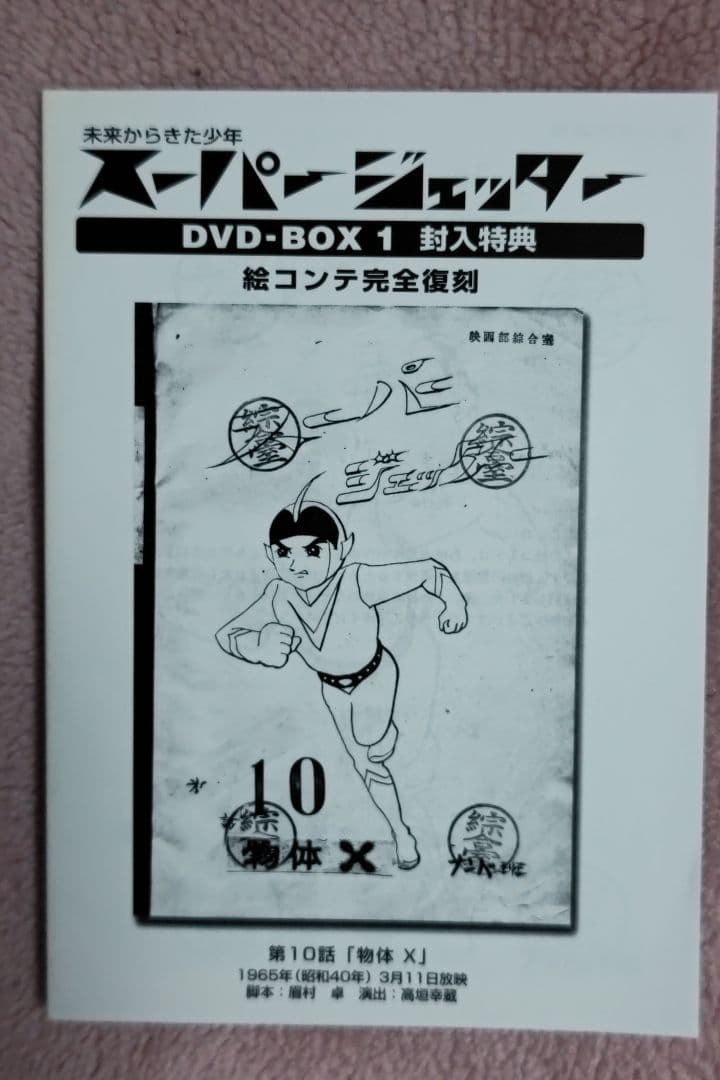 未来からきた少年
スーパージェッター
DVD-BOX 1 封入特典
絵コンテ完全復刻
映画部綜合室
スーパー
ジェッター
10
物体 X
第10話「物体 X」
1965年(昭和40年) 3月11日放映
脚本:眉村 卓 演出:高垣幸蔵